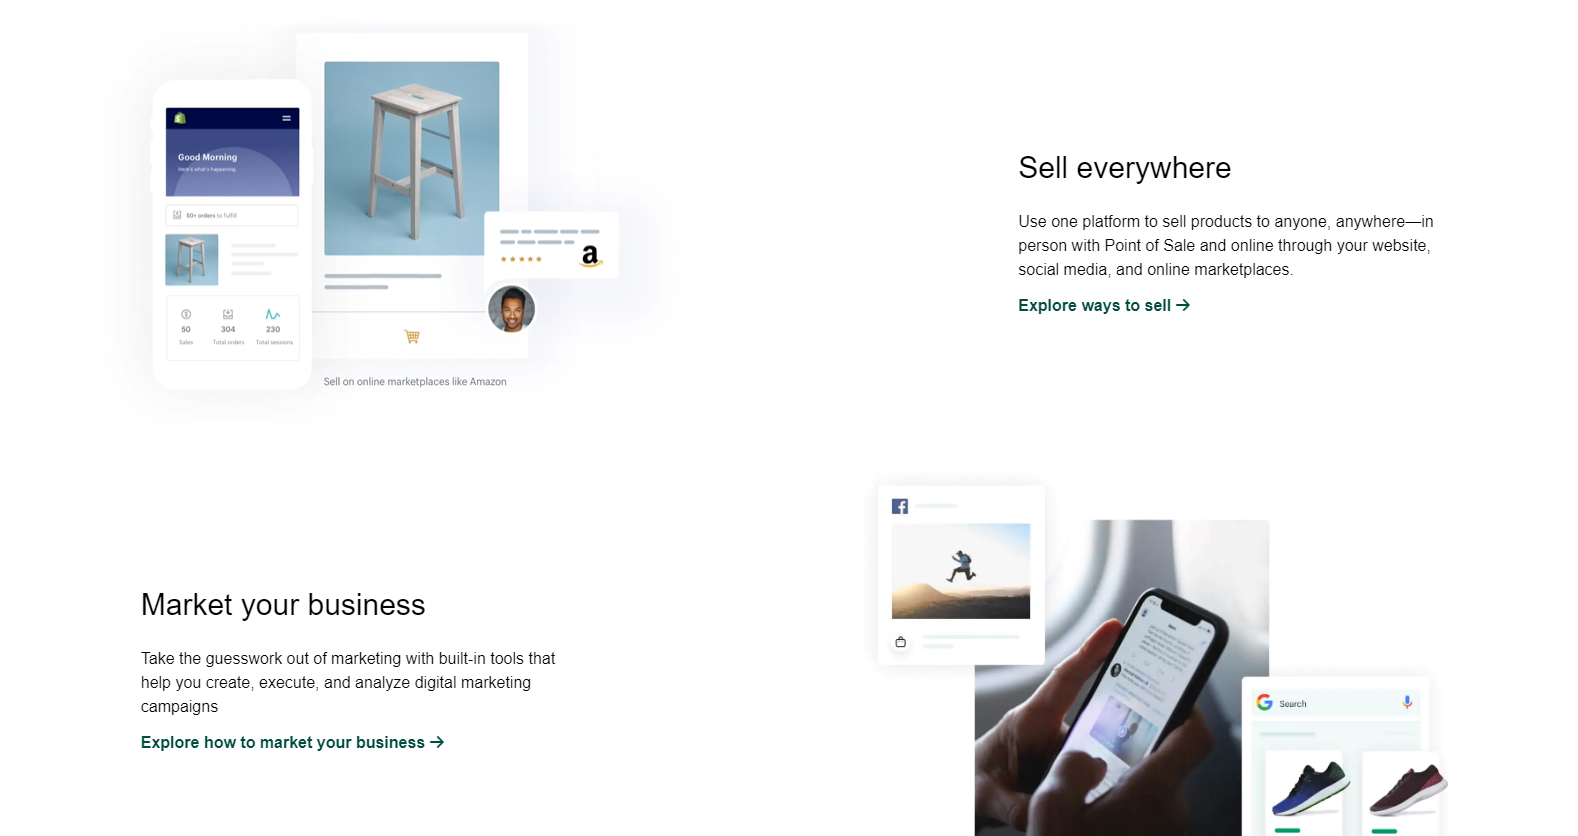 Good Morning
Here's what's happening.
50+ orders to fulfill
50
304
230
Sales
Total orders
Total sessions
a
Sell on online marketplaces like Amazon
Sell everywhere
Use one platform to sell products to anyone, anywhere—in
person with Point of Sale and online through your website,
social media, and online marketplaces.
Explore ways to sell →
Market your business
Take the guesswork out of marketing with built-in tools that
help you create, execute, and analyze digital marketing
campaigns
Explore how to market your business →
f
G Search